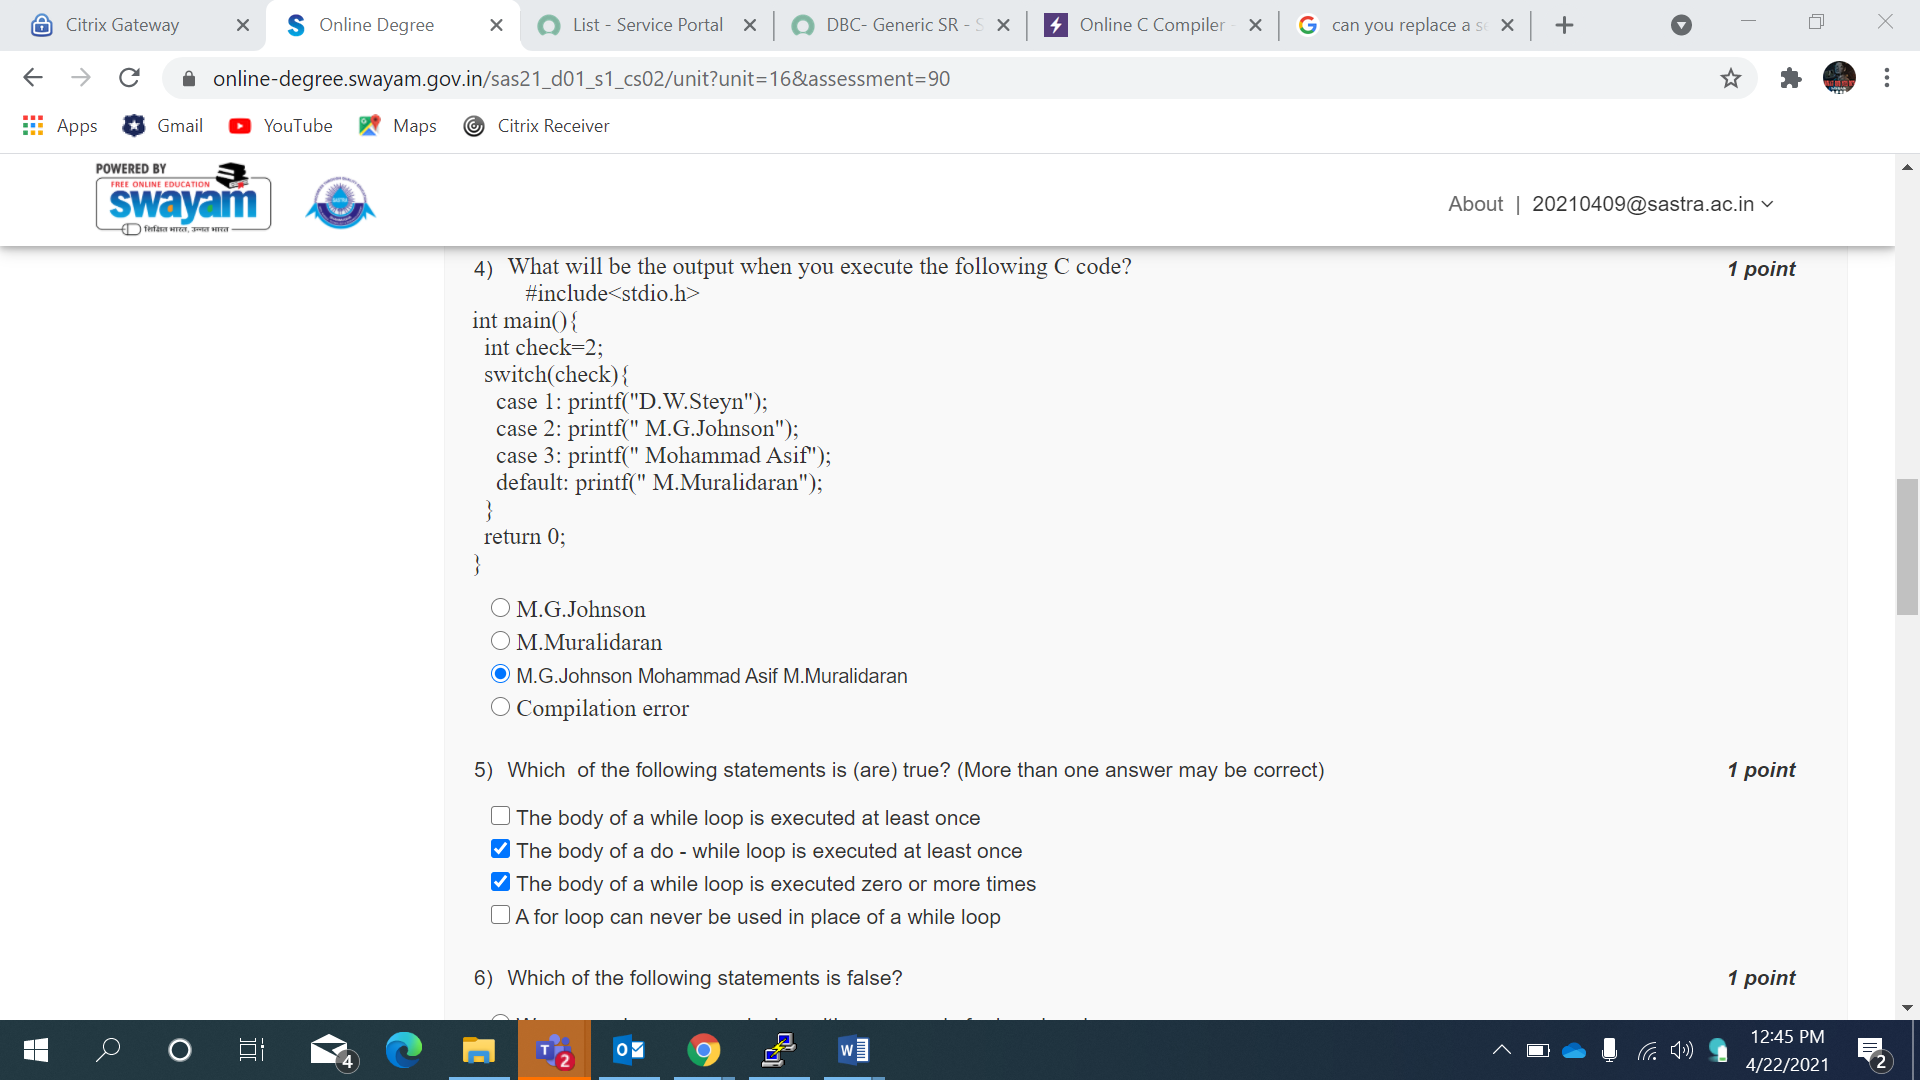 Citrix Gateway
Online Degree
List - Service Portal
DBC- Generic SR - S
Online C Compiler -
can you replace a se
online-degree.swayam.gov.in/sas21_d01_s1_cs02/unit?unit=16&assessment=90
Apps
Gmail
YouTube
Maps
Citrix Receiver
POWERED BY
FREE ONLINE EDUCATION
swayam
शिक्षित भारत, उन्नत भारत
About | 20210409@sastra.ac.in
4) What will be the output when you execute the following C code?
1 point
#include<stdio.h>
int main(){
int check=2;
switch(check){
case 1: printf("D.W.Steyn");
case 2: printf(" M.G.Johnson");
case 3: printf(" Mohammad Asif");
default: printf(" M.Muralidaran");
}
return 0;
}
M.G.Johnson
M.Muralidaran
M.G.Johnson Mohammad Asif M.Muralidaran
Compilation error
5) Which of the following statements is (are) true? (More than one answer may be correct)
1 point
The body of a while loop is executed at least once
The body of a do - while loop is executed at least once
The body of a while loop is executed zero or more times
A for loop can never be used in place of a while loop
6) Which of the following statements is false?
1 point
4
2
12:45 PM
4/22/2021
2